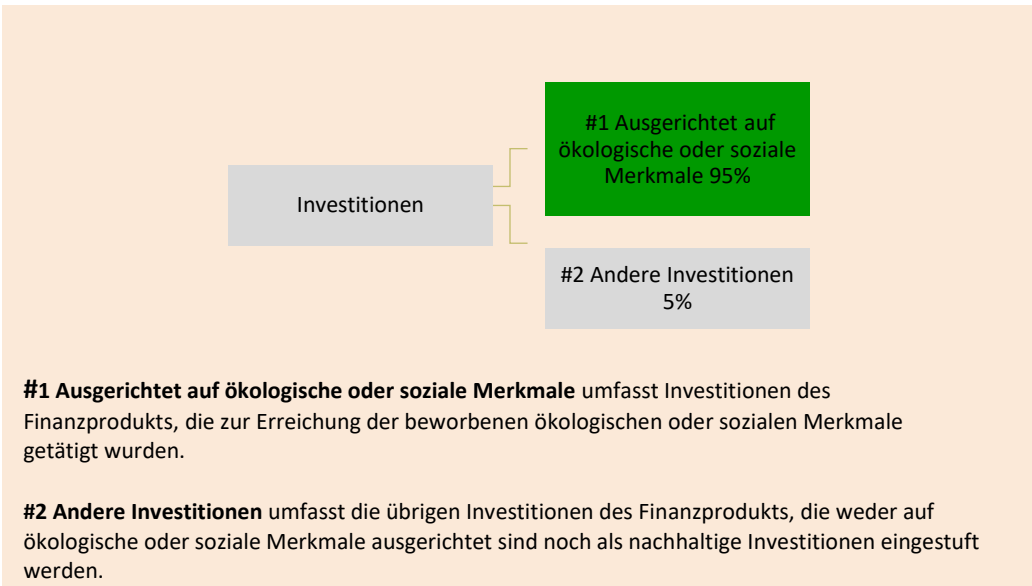 #1 Ausgerichtet auf
ökologische oder soziale
Merkmale 95%
Investitionen
#2 Andere Investitionen
5%
#1 Ausgerichtet auf ökologische oder soziale Merkmale umfasst Investitionen des
Finanzprodukts, die zur Erreichung der beworbenen ökologischen oder sozialen Merkmale
getätigt wurden.
#2 Andere Investitionen umfasst die übrigen Investitionen des Finanzprodukts, die weder auf
ökologische oder soziale Merkmale ausgerichtet sind noch als nachhaltige Investitionen eingestuft
werden.